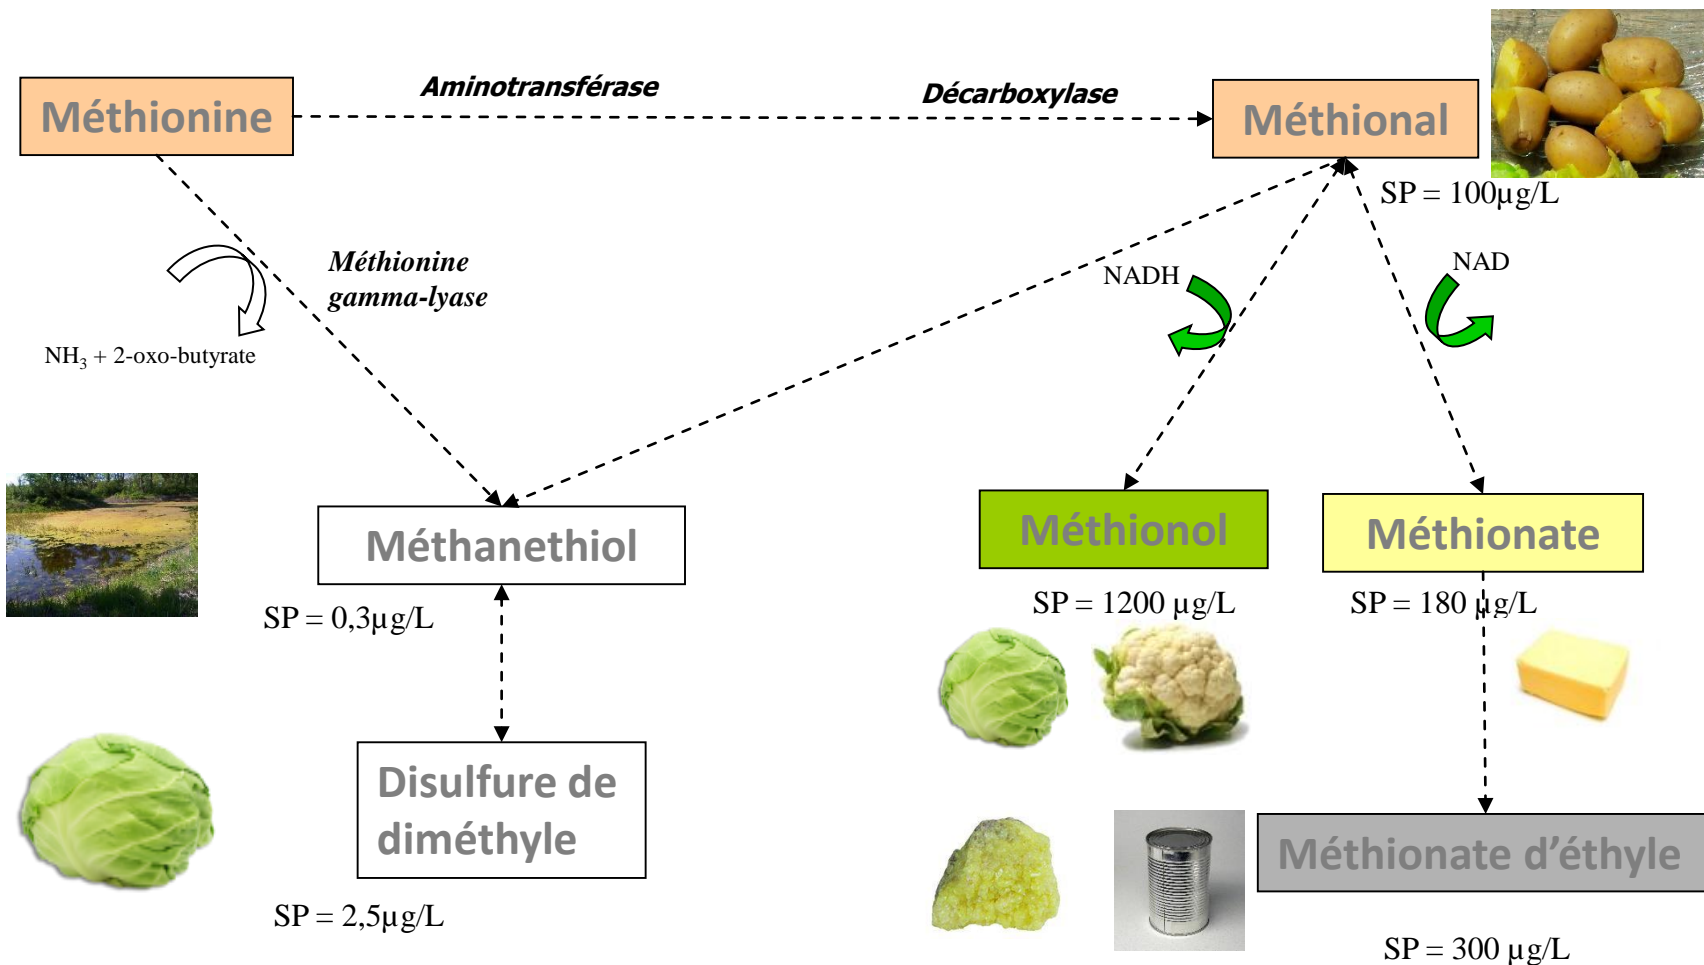 Aminotransférase
Décarboxylase
Méthionine
Méthional
SP = 100µg/L
Méthionine
gamma-lyase
NADH
NAD
NH3 + 2-oxo-butyrate
Méthanethiol
Méthionol
Méthionate
SP = 0,3µg/L
SP = 1200 µg/L
SP = 180 µg/L
Disulfure de
diméthyle
Méthionate d’éthyle
SP = 2,5µg/L
SP = 300 µg/L